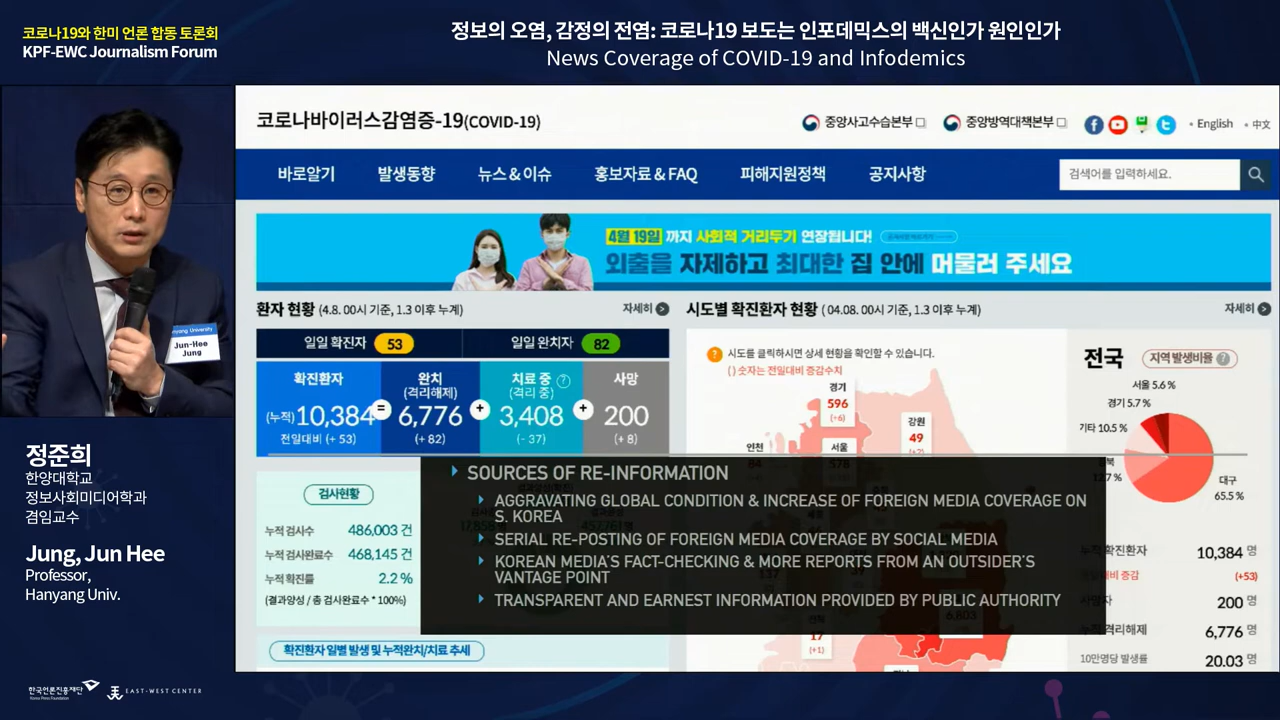 코로나19와 한미 언론 합동 토론회
KPF-EWC Journalism Forum
정보의 오염, 감정의 전염: 코로나19 보도는 인포데믹스의 백신인가 원인인가
News Coverage of COVID-19 and Infodemics
코로나바이러스감염증-19(COVID-19)
중앙사고수습본부
중앙방역대책본부
English
中文
바로알기 발생동향 뉴스 & 이슈 홍보자료 & FAQ 피해지원정책 공지사항
검색어를 입력하세요.
4월 19일 까지 사회적 거리두기 연장됩니다!
외출을 자제하고 최대한 집 안에 머물러 주세요
환자 현황 (4.8. 00시 기준, 1.3 이후 누계) 자세히
일일 확진자 53 일일 완치자 82
확진환자
(누적)10,384
전일대비 (+ 53)
=
완치
(격리해제)
6,776
(+ 82)
+
치료 중 ?
(격리 중)
3,408
(- 37)
+
사망
200
(+ 8)
검사현황
누적 검사수 486,003 건
누적 검사완료수 468,145 건
누적 확진률 2.2 %
(결과양성 / 총 검사완료수 * 100%)
확진환자 일별 발생 및 누적완치/치료 추세
시도별 확진환자 현황 ( 04.08. 00시 기준, 1.3 이후 누계) 자세히
? 시도를 클릭하시면 상세 현황을 확인할 수 있습니다.
( ) 숫자는 전일대비 증감수치
경기
596
(+6)
강원
49
(+2)
인천
84
서울
578
6,803
17
(+1)
전국 지역 발생비율 ?
서울 5.6 %
경기 5.7 %
기타 10.5 %
대구
65.5 %
누적 확진환자 10,384 명
(+53)
200 명
누적 격리해제 6,776 명
10만명당 발생률 20.03 명
SOURCES OF RE-INFORMATION
AGGRAVATING GLOBAL CONDITION & INCREASE OF FOREIGN MEDIA COVERAGE ON
S. KOREA
SERIAL RE-POSTING OF FOREIGN MEDIA COVERAGE BY SOCIAL MEDIA
KOREAN MEDIA'S FACT-CHECKING & MORE REPORTS FROM AN OUTSIDER'S
VANTAGE POINT
TRANSPARENT AND EARNEST INFORMATION PROVIDED BY PUBLIC AUTHORITY
Jun-Hee
Jung
정준희
한양대학교
정보사회미디어학과
겸임교수
Jung, Jun Hee
Professor,
Hanyang Univ.
한국언론진흥재단
Korea Press Foundation
EAST-WEST CENTER